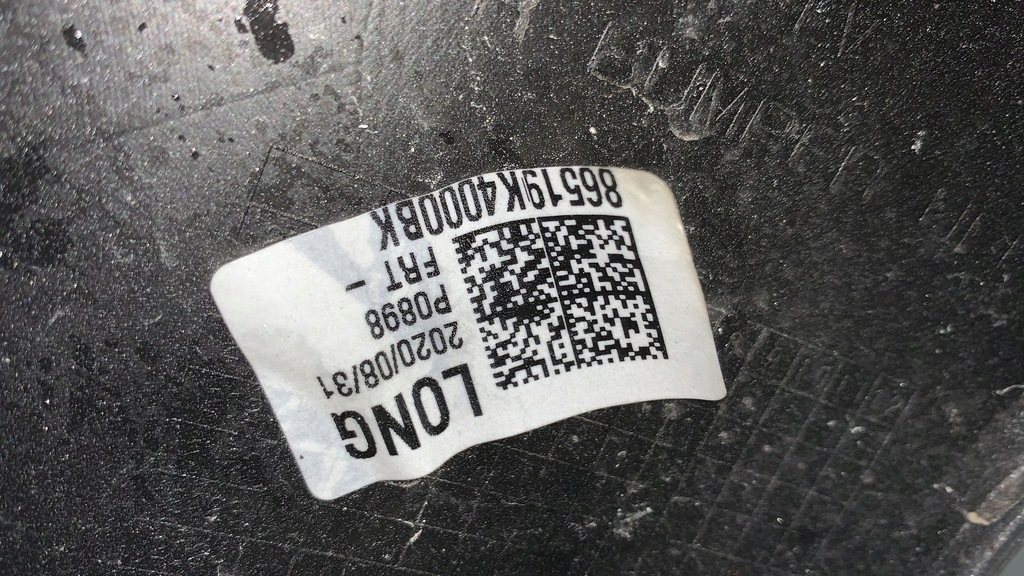 LONG
2020/08/31
P0898
FRT -
86519K4000BK